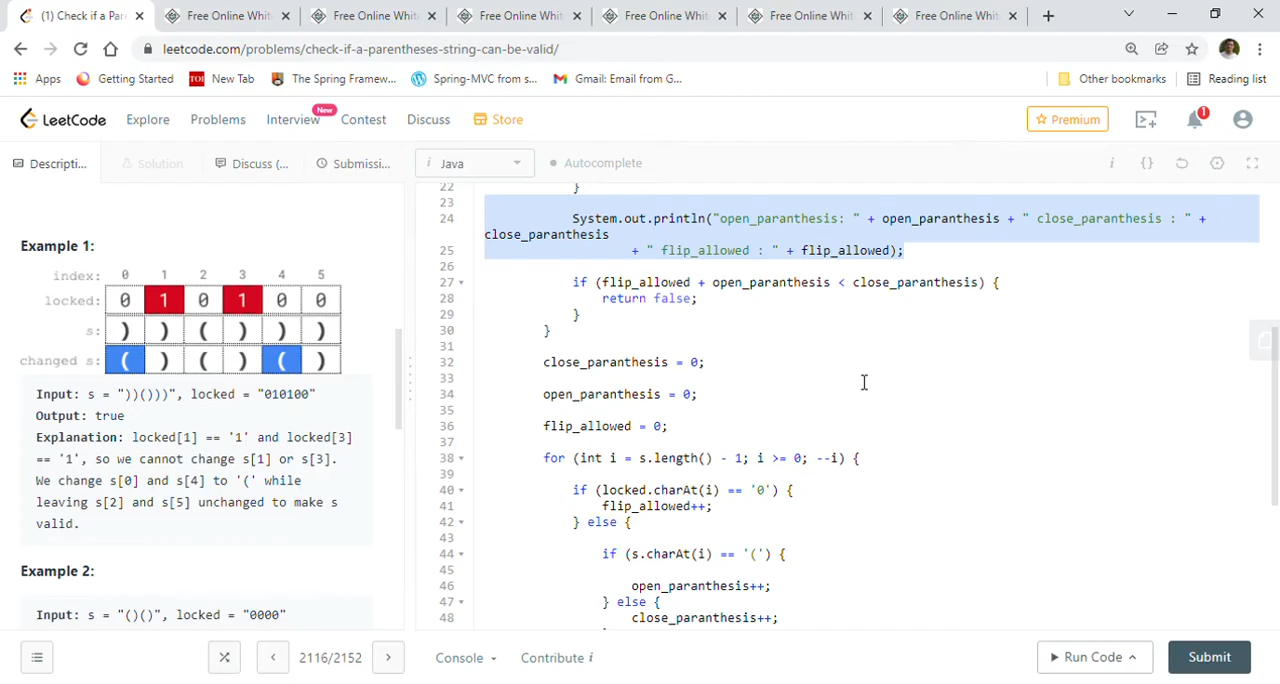 (1) Check if a Par
Free Online Whit
Free Online Whit
Free Online Whit
Free Online Whit
Free Online Whit
Free Online Whit
leetcode.com/problems/check-if-a-parentheses-string-can-be-valid/
Apps
Getting Started
TOI New Tab
The Spring Framew...
Spring-MVC from s...
Gmail: Email from G...
Other bookmarks
Reading list
LeetCode
Explore
Problems
Interview
New
Contest
Discuss
Store
Premium
1
Descripti...
Solution
Discuss (...
Submissi...
i Java
Autocomplete
i {}
Example 1:
index: 0 1 2 3 4 5
locked: 0 1 0 1 0 0
s: ) ) ( ) ) )
changed s: ( ) ( ) ( )
Input: s = "))()))", locked = "010100"
Output: true
Explanation: locked[1] == '1' and locked[3]
== '1', so we cannot change s[1] or s[3].
We change s[0] and s[4] to '(' while
leaving s[2] and s[5] unchanged to make s
valid.
Example 2:
Input: s = "()()", locked = "0000"
22 }
23
24 System.out.println("open_paranthesis: " + open_paranthesis + " close_paranthesis : " +
close_paranthesis
25 + " flip_allowed : " + flip_allowed);
26
27 if (flip_allowed + open_paranthesis < close_paranthesis) {
28 return false;
29 }
30 }
31
32 close_paranthesis = 0;
33
34 open_paranthesis = 0;
35
36 flip_allowed = 0;
37
38 for (int i = s.length() - 1; i >= 0; --i) {
39
40 if (locked.charAt(i) == '0') {
41 flip_allowed++;
42 } else {
43
44 if (s.charAt(i) == '(') {
45
46 open_paranthesis++;
47 } else {
48 close_paranthesis++;
2116/2152
Console
Contribute i
Run Code
Submit